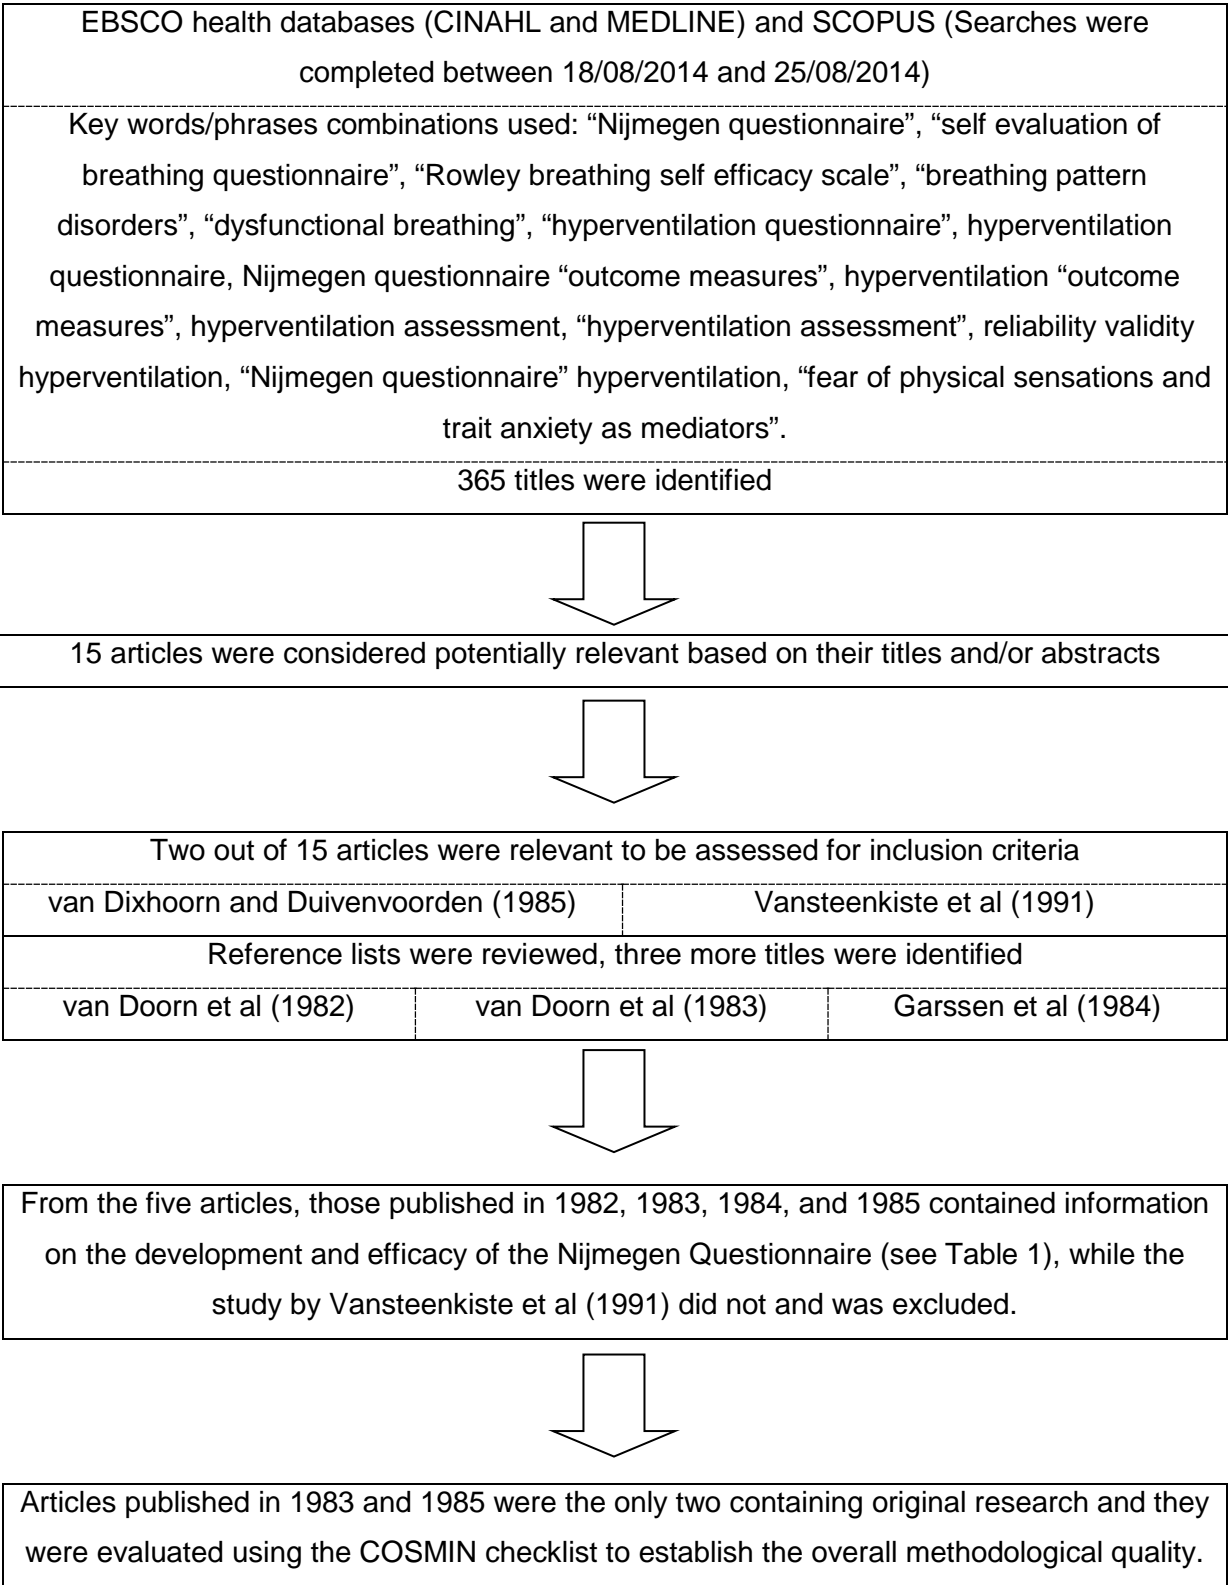 EBSCO health databases (CINAHL and MEDLINE) and SCOPUS (Searches were
completed between 18/08/2014 and 25/08/2014)
Key words/phrases combinations used: “Nijmegen questionnaire”, “self evaluation of
breathing questionnaire”, “Rowley breathing self efficacy scale”, “breathing pattern
disorders”, “dysfunctional breathing”, “hyperventilation questionnaire”, hyperventilation
questionnaire, Nijmegen questionnaire “outcome measures”, hyperventilation “outcome
measures”, hyperventilation assessment, “hyperventilation assessment”, reliability validity
hyperventilation, “Nijmegen questionnaire” hyperventilation, “fear of physical sensations and
trait anxiety as mediators”.
365 titles were identified
15 articles were considered potentially relevant based on their titles and/or abstracts
Two out of 15 articles were relevant to be assessed for inclusion criteria
van Dixhoorn and Duivenvoorden (1985) Vansteenkiste et al (1991)
Reference lists were reviewed, three more titles were identified
van Doorn et al (1982) van Doorn et al (1983) Garssen et al (1984)
From the five articles, those published in 1982, 1983, 1984, and 1985 contained information
on the development and efficacy of the Nijmegen Questionnaire (see Table 1), while the
study by Vansteenkiste et al (1991) did not and was excluded.
Articles published in 1983 and 1985 were the only two containing original research and they
were evaluated using the COSMIN checklist to establish the overall methodological quality.